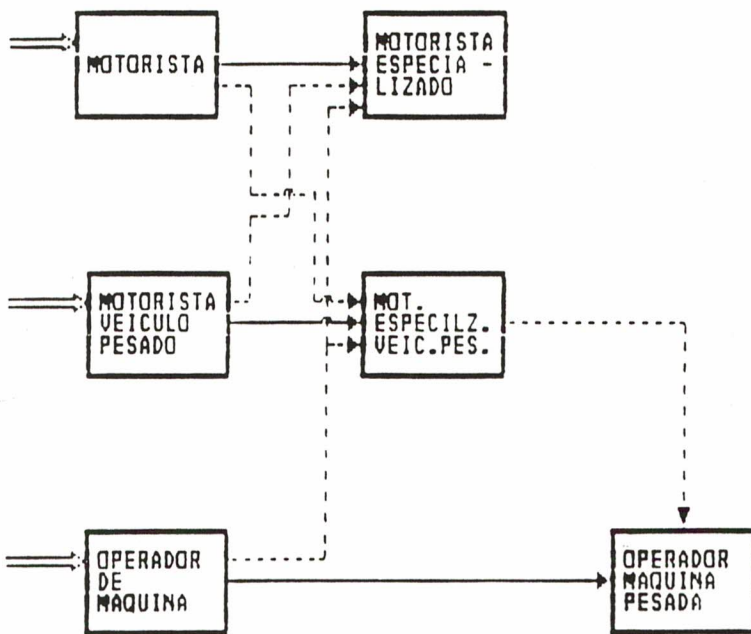 MOTORISTA
MOTORISTA
ESPECIA -
LIZADO
MOTORISTA
VEICULO
PESADO
MOT.
ESPECILZ.
VEIC.PES.
OPERADOR
DE
MAQUINA
OPERADOR
MAQUINA
PESADA